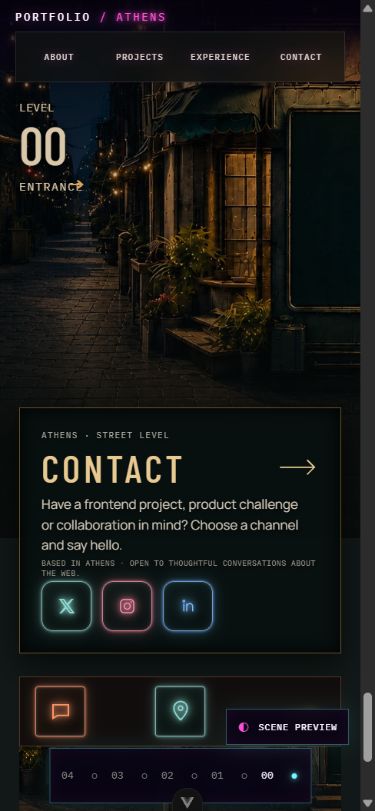 PORTFOLIO / ATHENS
ABOUT PROJECTS EXPERIENCE CONTACT
LEVEL
00
ENTRANCE
ATHENS · STREET LEVEL
CONTACT
Have a frontend project, product challenge
or collaboration in mind? Choose a channel
and say hello.
BASED IN ATHENS · OPEN TO THOUGHTFUL CONVERSATIONS ABOUT
THE WEB.
X
in
SCENE PREVIEW
04 03 02 01 00